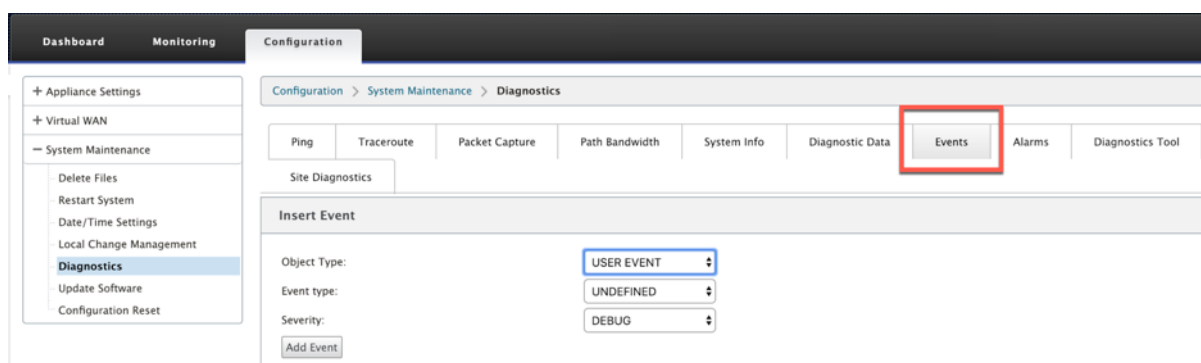 Dashboard Monitoring Configuration
+ Appliance Settings
+ Virtual WAN
− System Maintenance
Delete Files
Restart System
Date/Time Settings
Local Change Management
Diagnostics
Update Software
Configuration Reset
Configuration > System Maintenance > Diagnostics
Ping Traceroute Packet Capture Path Bandwidth System Info Diagnostic Data Events Alarms Diagnostics Tool
Site Diagnostics
Insert Event
Object Type: USER EVENT
Event type: UNDEFINED
Severity: DEBUG
Add Event